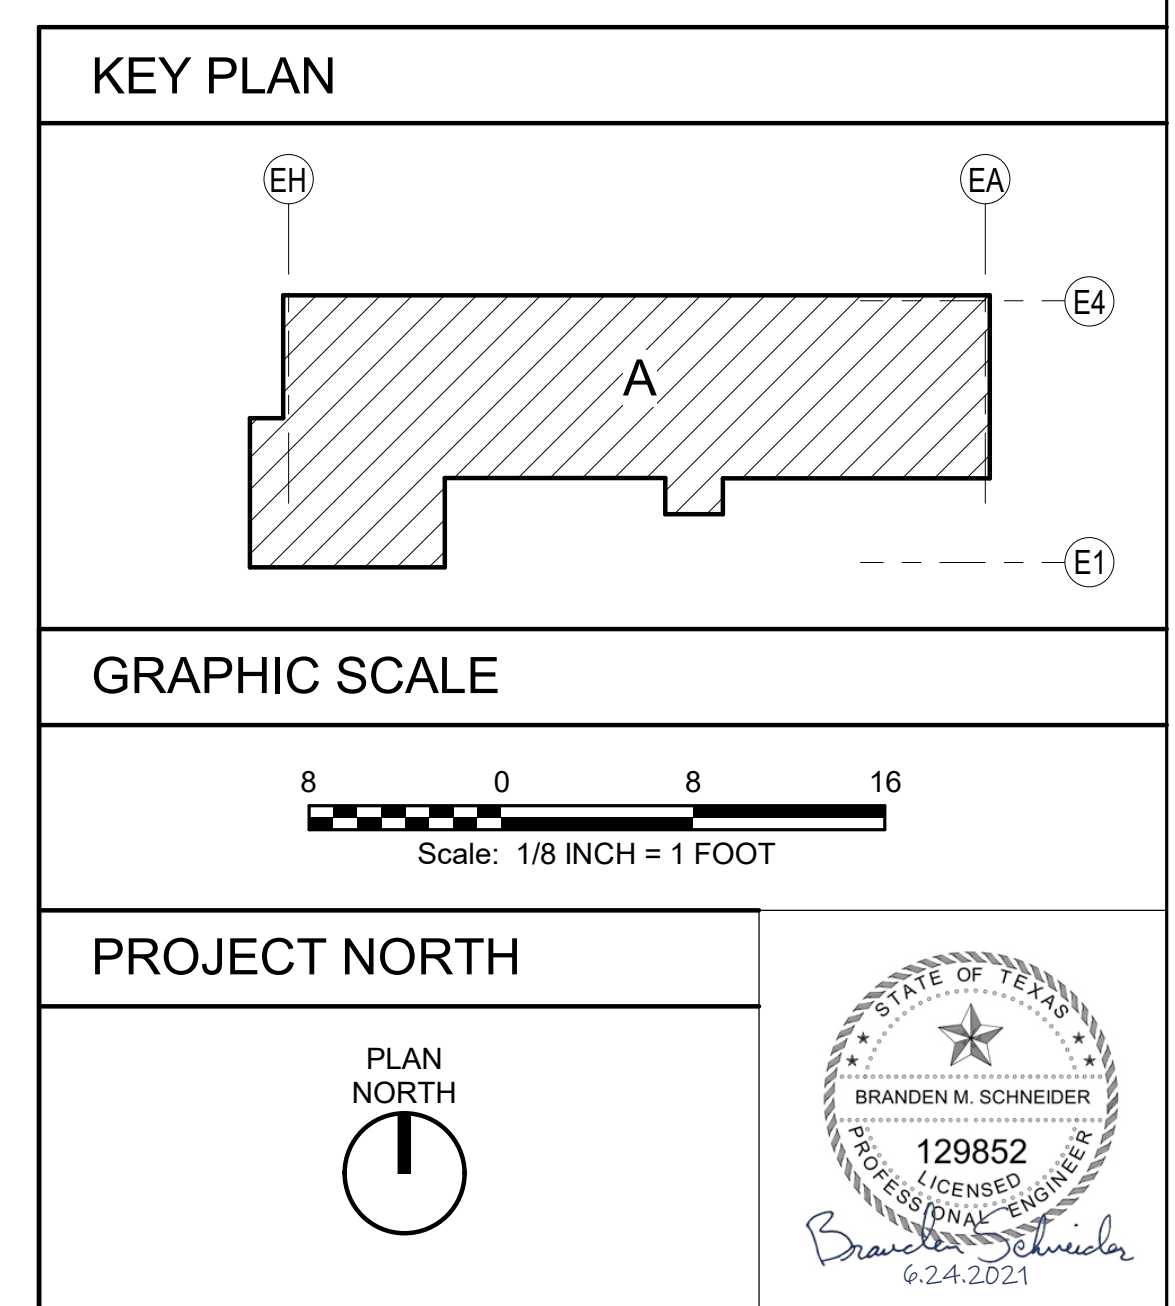 KEY PLAN
EH
EA
E4
A
E1
GRAPHIC SCALE
8 0 8 16
Scale: 1/8 INCH = 1 FOOT
PROJECT NORTH
PLAN
NORTH
STATE OF TEXAS
BRANDEN M. SCHNEIDER
129852
LICENSED
PROFESSIONAL ENGINEER
Branden Schneider
6.24.2021